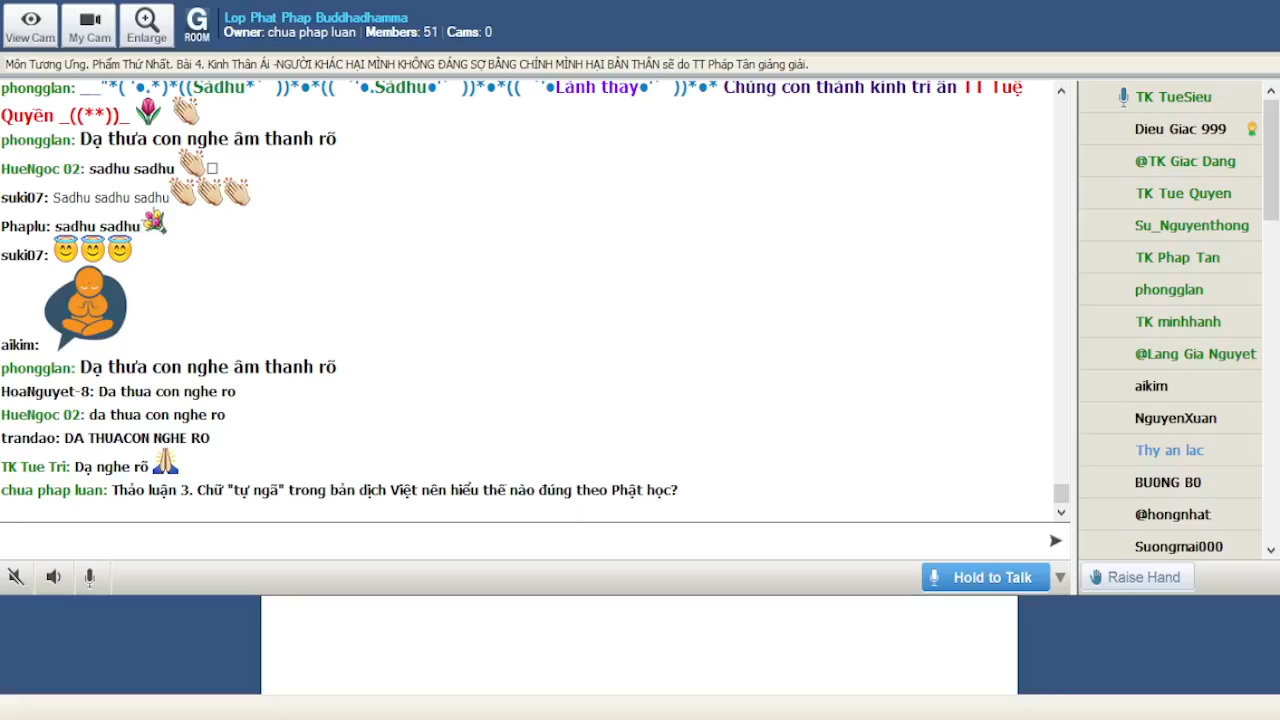 Lop Phat Phap Buddhadhamma
Owner: chua phap luan | Members: 51 | Cams: 0
View Cam
My Cam
Enlarge
G
ROOM
Môn Tương Ưng. Phẩm Thứ Nhất. Bài 4. Kinh Thân Ái -NGƯỜI KHÁC HẠI MÌNH KHÔNG ĐÁNG SỢ BẰNG CHÍNH MÌNH HẠI BẢN THÂN sẽ do TT Pháp Tân giảng giải.
phongglan: __"*( '●.*)*((Sādhu*¨ ))*●*(( ¨'●.Sādhu●'¨ ))*●*(( ¨'●Lành thay●'¨ ))*●* Chúng con thành kính tri ân TT Tuệ
Quyền _((**))_
phongglan: Dạ thưa con nghe âm thanh rõ
HueNgoc 02: sadhu sadhu
suki07: Sadhu sadhu sadhu
Phaplu: sadhu sadhu
suki07:
aikim:
phongglan: Dạ thưa con nghe âm thanh rõ
HoaNguyet-8: Da thua con nghe ro
HueNgoc 02: da thua con nghe ro
trandao: DA THUACON NGHE RO
TK Tue Tri: Dạ nghe rõ
chua phap luan: Thảo luận 3. Chữ "tự ngã" trong bản dịch Việt nên hiểu thế nào đúng theo Phật học?
TK TueSieu
Dieu Giac 999
@TK Giac Dang
TK Tue Quyen
Su_Nguyenthong
TK Phap Tan
phongglan
TK minhhanh
@Lang Gia Nguyet
aikim
NguyenXuan
Thy an lac
BU0NG B0
@hongnhat
Suongmai000
Hold to Talk
Raise Hand